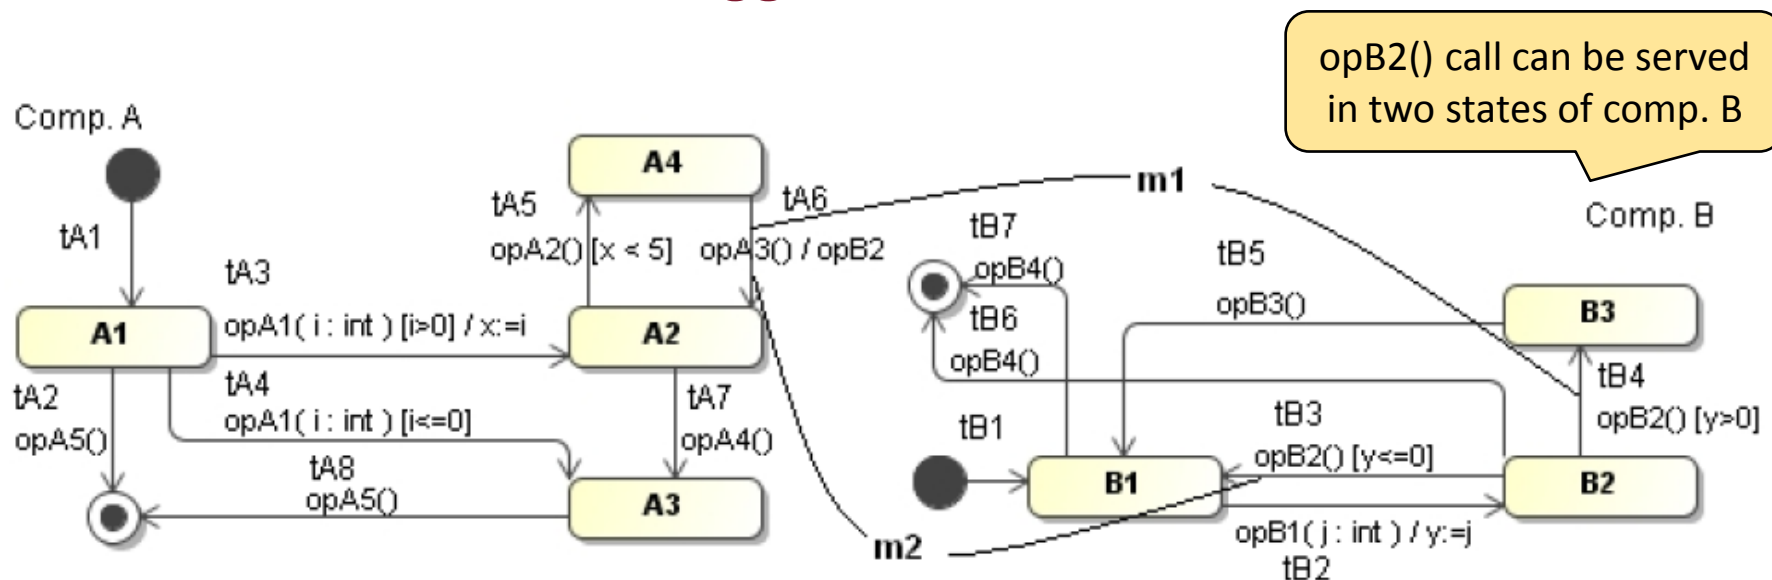 opB2() call can be served
in two states of comp. B
Comp. A
A4
m1
tA5
tA6
Comp. B
tA1
opA2() [x < 5]
opA3() / opB2
tB7
tB5
tA3
opB4()
opB3()
A1
opA1( i : int ) [i>0] / x:=i
A2
tB6
B3
tA2
tA4
tA7
opB4()
tB4
opA5()
opA1( i : int ) [i<=0]
opA4()
tB1
tB3
opB2() [y>0]
tA8
opB2() [y<=0]
opA5()
A3
B1
B2
m2
opB1( j : int ) / y:=j
tB2